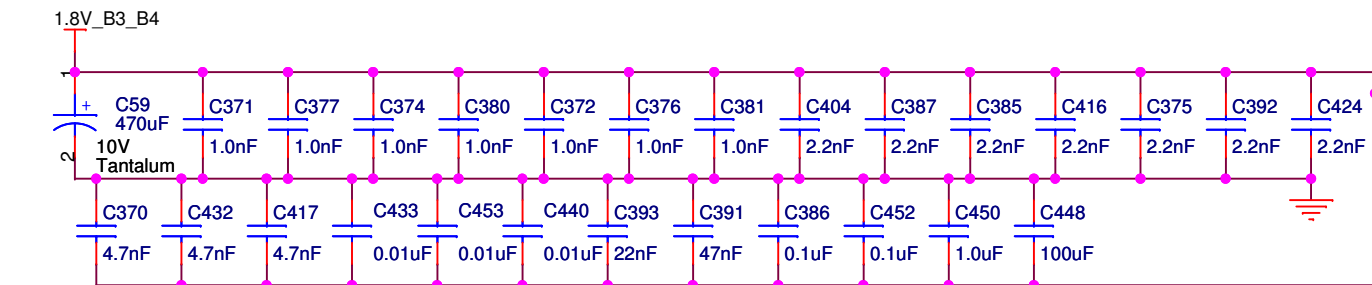 1.8V_B3_B4
1
C59
470uF
10V
Tantalum
2
+
C371 C377 C374 C380 C372 C376 C381 C404 C387 C385 C416 C375 C392 C424
1.0nF 1.0nF 1.0nF 1.0nF 1.0nF 1.0nF 1.0nF 2.2nF 2.2nF 2.2nF 2.2nF 2.2nF 2.2nF 2.2nF
C370 C432 C417 C433 C453 C440 C393 C391 C386 C452 C450 C448
4.7nF 4.7nF 4.7nF 0.01uF 0.01uF 0.01uF 22nF 47nF 0.1uF 0.1uF 1.0uF 100uF